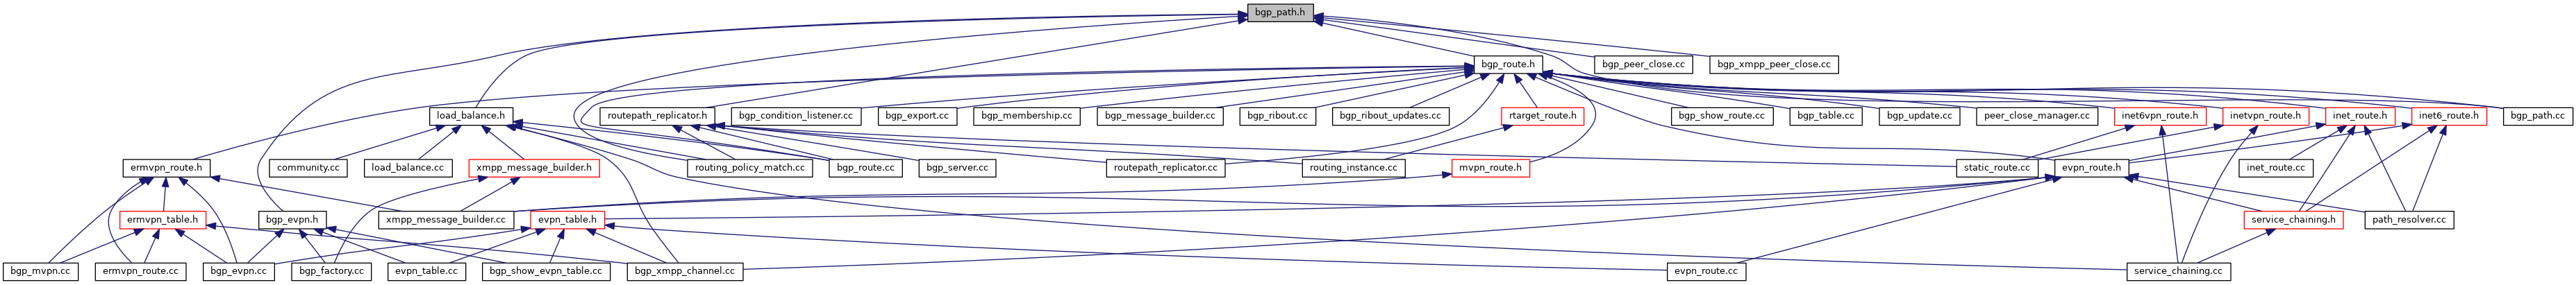 bgp_path.h
bgp_route.h
bgp_peer_close.cc
bgp_xmpp_peer_close.cc
load_balance.h
routepath_replicator.h
bgp_condition_listener.cc
bgp_export.cc
bgp_membership.cc
bgp_message_builder.cc
bgp_ribout.cc
bgp_ribout_updates.cc
rtarget_route.h
bgp_show_route.cc
bgp_table.cc
bgp_update.cc
peer_close_manager.cc
inet6vpn_route.h
inetvpn_route.h
inet_route.h
inet6_route.h
bgp_path.cc
ermvpn_route.h
community.cc
load_balance.cc
xmpp_message_builder.h
routing_policy_match.cc
bgp_route.cc
bgp_server.cc
routepath_replicator.cc
routing_instance.cc
mvpn_route.h
static_route.cc
evpn_route.h
inet_route.cc
ermvpn_table.h
bgp_evpn.h
xmpp_message_builder.cc
evpn_table.h
service_chaining.h
path_resolver.cc
bgp_mvpn.cc
ermvpn_route.cc
bgp_evpn.cc
bgp_factory.cc
evpn_table.cc
bgp_show_evpn_table.cc
bgp_xmpp_channel.cc
evpn_route.cc
service_chaining.cc